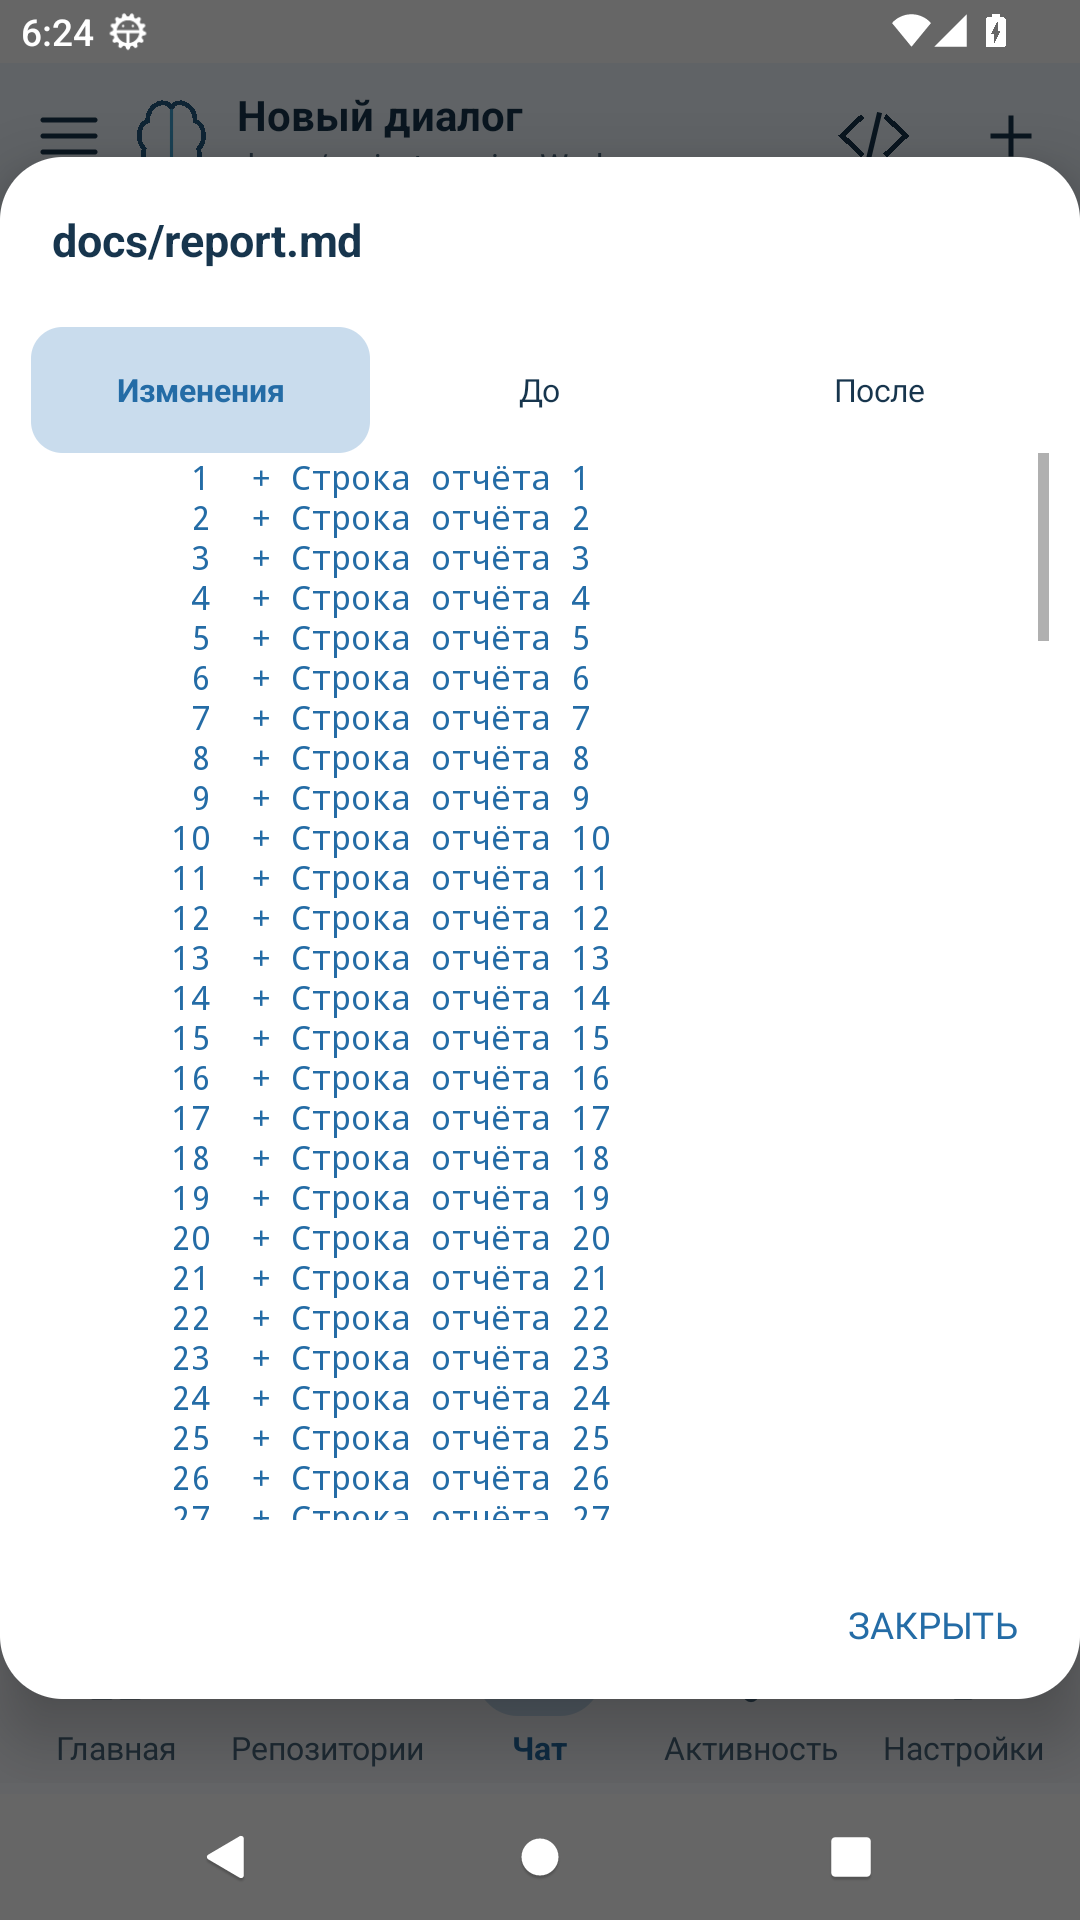 6:24
Новый диалог
docs/report.md
Изменения До После
1 + Строка отчёта 1
2 + Строка отчёта 2
3 + Строка отчёта 3
4 + Строка отчёта 4
5 + Строка отчёта 5
6 + Строка отчёта 6
7 + Строка отчёта 7
8 + Строка отчёта 8
9 + Строка отчёта 9
10 + Строка отчёта 10
11 + Строка отчёта 11
12 + Строка отчёта 12
13 + Строка отчёта 13
14 + Строка отчёта 14
15 + Строка отчёта 15
16 + Строка отчёта 16
17 + Строка отчёта 17
18 + Строка отчёта 18
19 + Строка отчёта 19
20 + Строка отчёта 20
21 + Строка отчёта 21
22 + Строка отчёта 22
23 + Строка отчёта 23
24 + Строка отчёта 24
25 + Строка отчёта 25
26 + Строка отчёта 26
27 + Строка отчёта 27
ЗАКРЫТЬ
Главная Репозитории Чат Активность Настройки